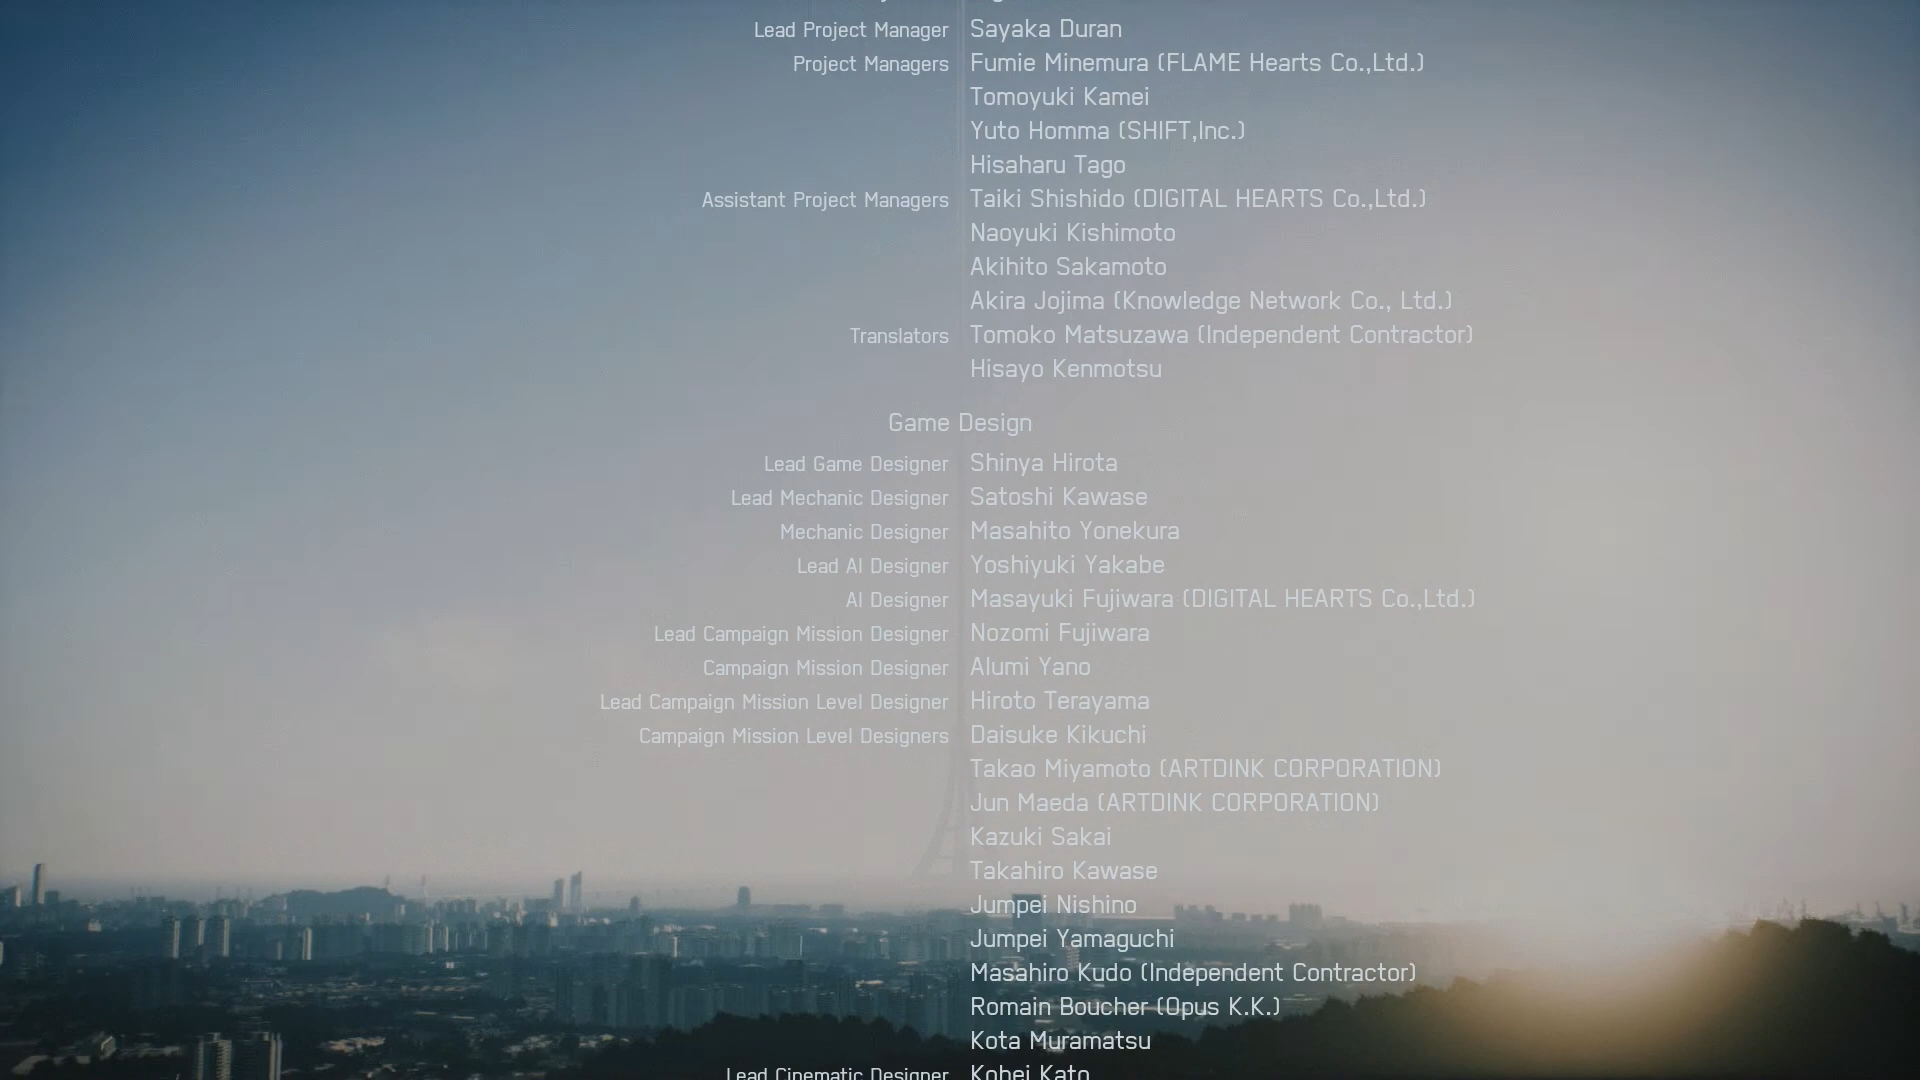 Lead Project Manager Sayaka Duran
Project Managers Fumie Minemura (FLAME Hearts Co.,Ltd.)
Tomoyuki Kamei
Yuto Homma (SHIFT,Inc.)
Hisaharu Tago
Assistant Project Managers Taiki Shishido (DIGITAL HEARTS Co.,Ltd.)
Naoyuki Kishimoto
Akihito Sakamoto
Akira Jojima (Knowledge Network Co., Ltd.)
Translators Tomoko Matsuzawa (Independent Contractor)
Hisayo Kenmotsu
Game Design
Lead Game Designer Shinya Hirota
Lead Mechanic Designer Satoshi Kawase
Mechanic Designer Masahito Yonekura
Lead AI Designer Yoshiyuki Yakabe
AI Designer Masayuki Fujiwara (DIGITAL HEARTS Co.,Ltd.)
Lead Campaign Mission Designer Nozomi Fujiwara
Campaign Mission Designer Alumi Yano
Lead Campaign Mission Level Designer Hiroto Terayama
Campaign Mission Level Designers Daisuke Kikuchi
Takao Miyamoto (ARTDINK CORPORATION)
Jun Maeda (ARTDINK CORPORATION)
Kazuki Sakai
Takahiro Kawase
Jumpei Nishino
Jumpei Yamaguchi
Masahiro Kudo (Independent Contractor)
Romain Boucher (Opus K.K.)
Kota Muramatsu
Lead Cinematic Designer Kohei Kato